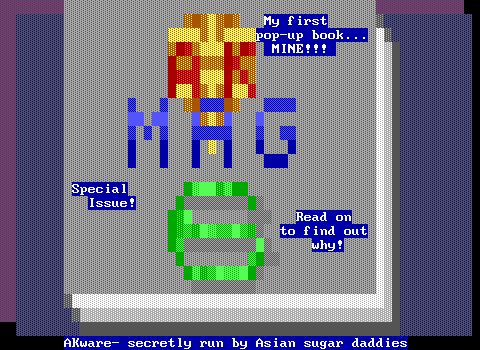 My first
pop-up book...
MINE!!!
MAG
Special
Issue!
6
Read on
to find out
why!
AKware- secretly run by Asian sugar daddies